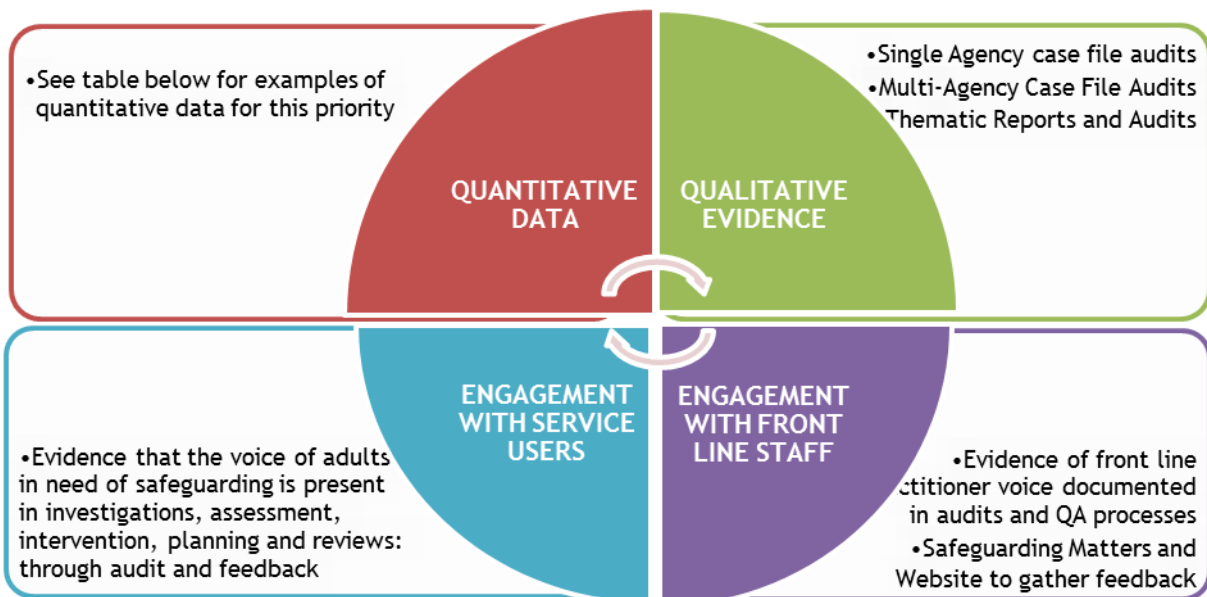 •See table below for examples of
quantitative data for this priority
•Single Agency case file audits
•Multi-Agency Case File Audits
Thematic Reports and Audits
QUANTITATIVE
DATA
QUALITATIVE
EVIDENCE
ENGAGEMENT
WITH SERVICE
USERS
ENGAGEMENT
WITH FRONT
LINE STAFF
•Evidence that the voice of adults
in need of safeguarding is present
in investigations, assessment,
intervention, planning and reviews:
through audit and feedback
•Evidence of front line
ctitioner voice documented
in audits and QA processes
•Safeguarding Matters and
Website to gather feedback